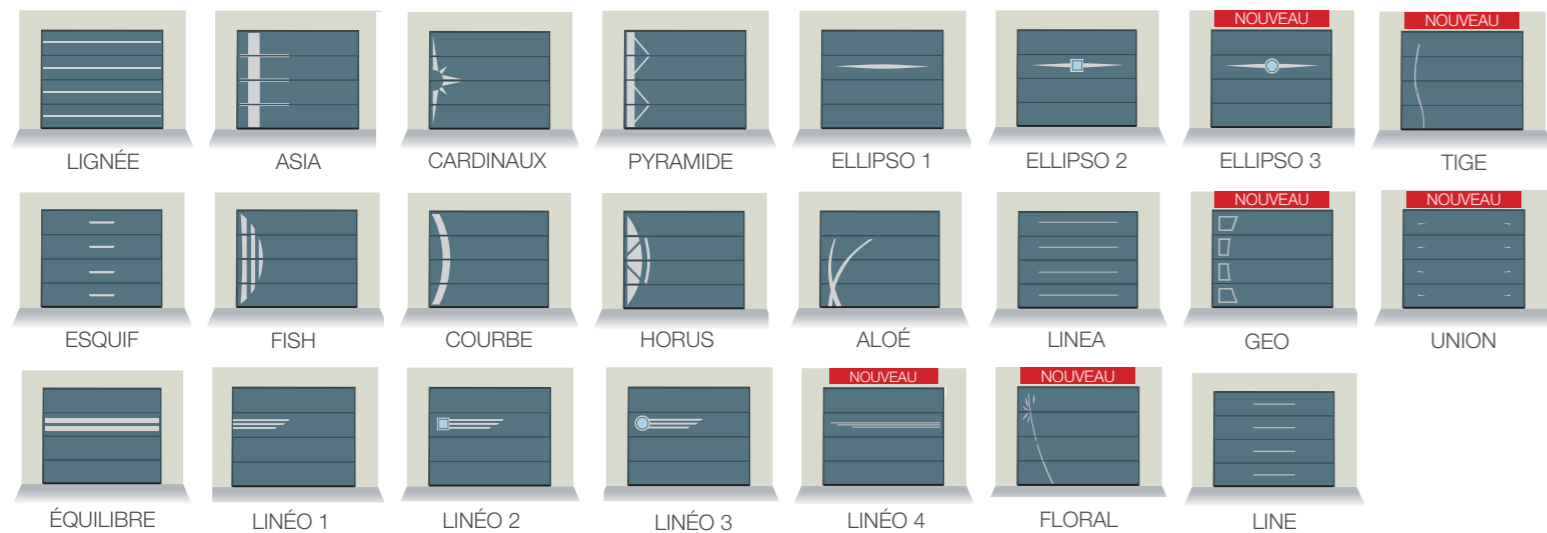 NOUVEAU
NOUVEAU
LIGNÉE
ASIA
CARDINAUX
PYRAMIDE
ELLIPSO 1
ELLIPSO 2
ELLIPSO 3
TIGE
NOUVEAU
NOUVEAU
ESQUIF
FISH
COURBE
HORUS
ALOÉ
LINEA
GEO
UNION
NOUVEAU
NOUVEAU
ÉQUILIBRE
LINÉO 1
LINÉO 2
LINÉO 3
LINÉO 4
FLORAL
LINE